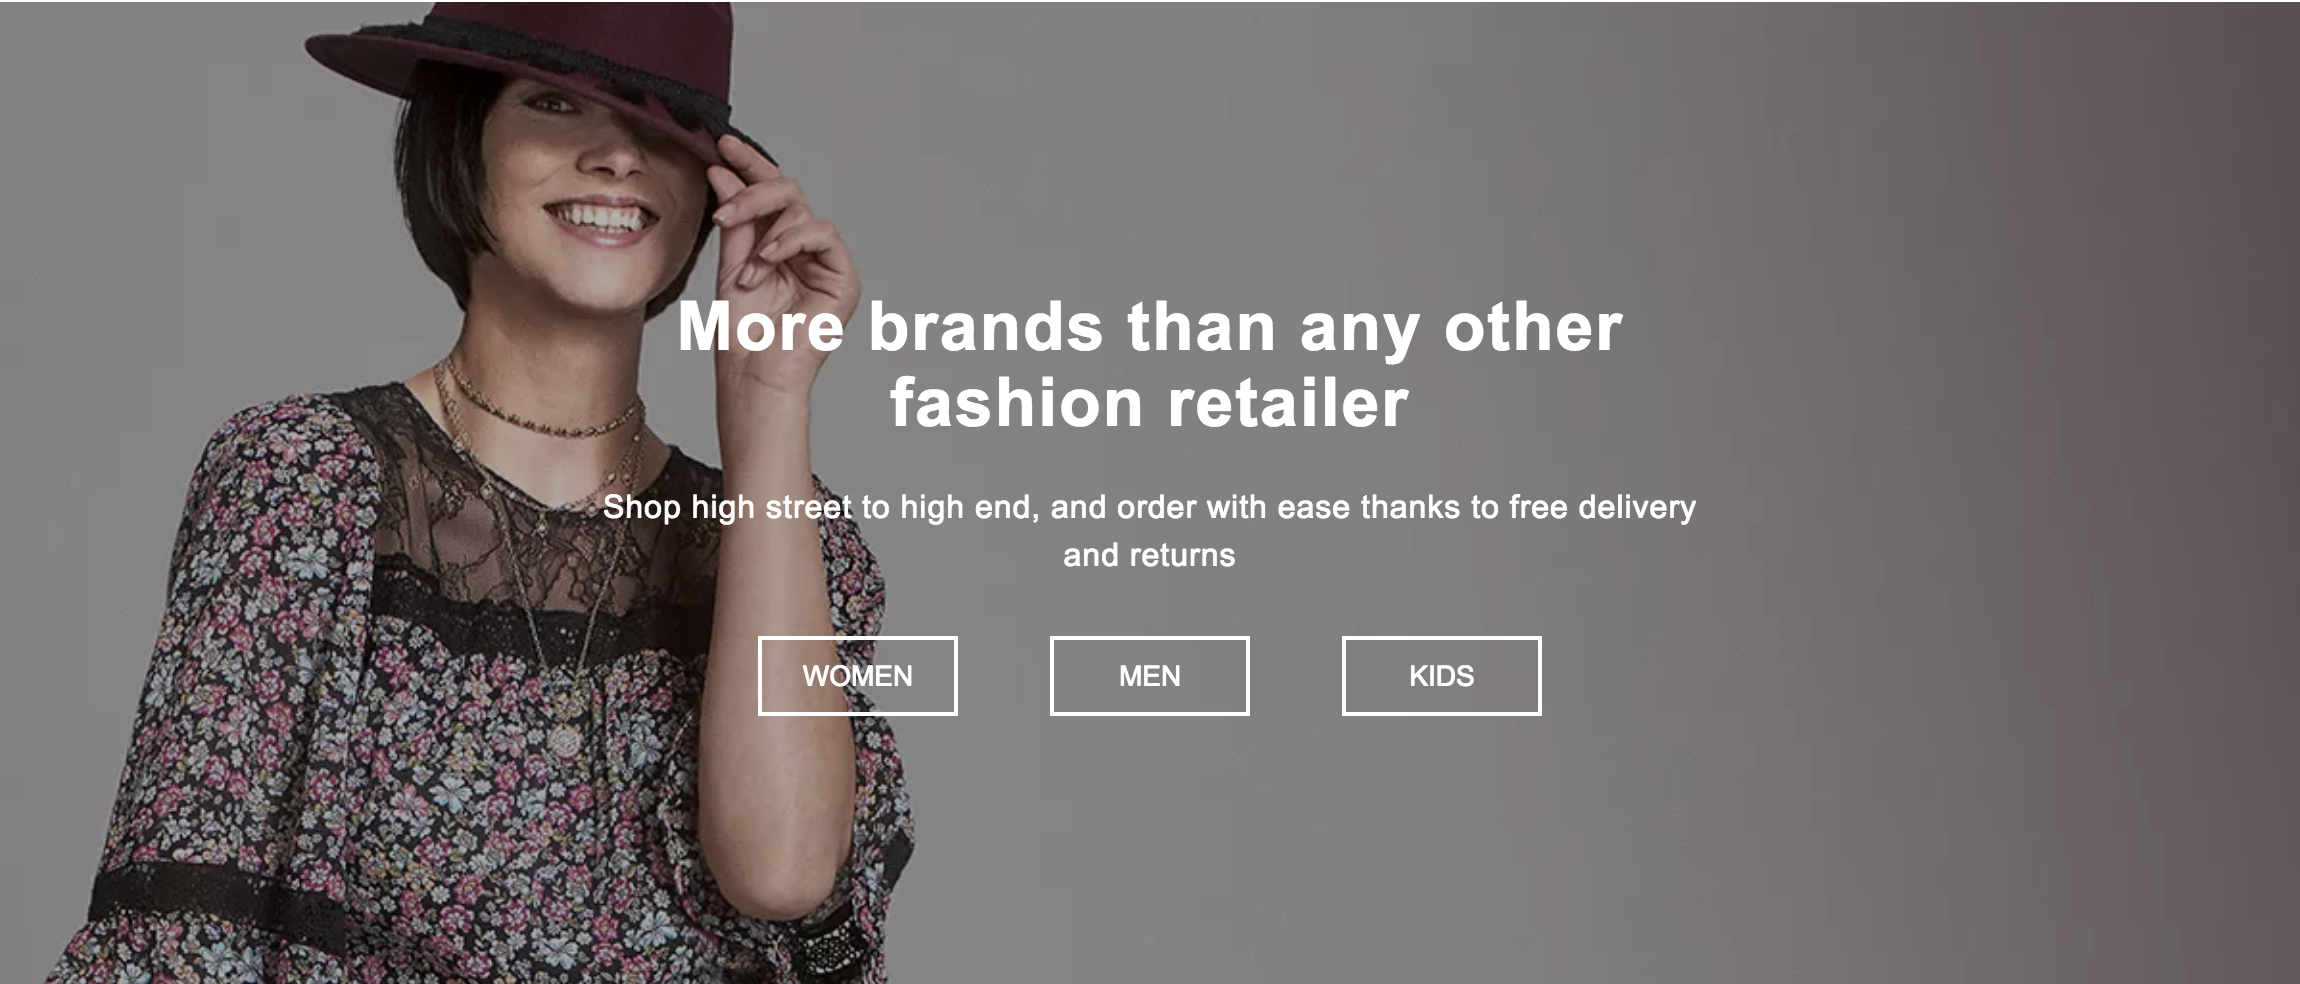 More brands than any other
fashion retailer
Shop high street to high end, and order with ease thanks to free delivery
and returns
WOMEN
MEN
KIDS